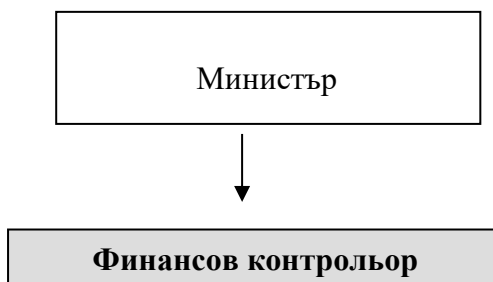 Министър
Финансов контрольор